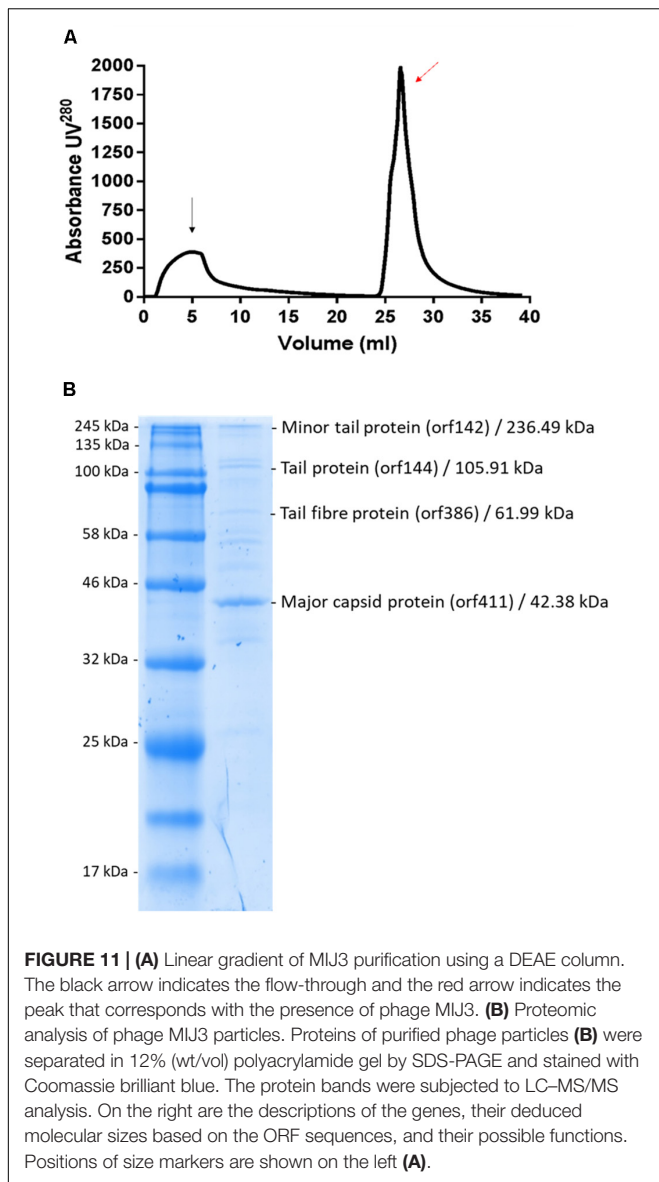 A
2000
1750
1500
1250
1000
750
500
250
0
Absorbance UV280
0 5 10 15 20 25 30 35 40
Volume (ml)
B
245 kDa -
135 kDa -
100 kDa -
58 kDa -
46 kDa -
32 kDa -
25 kDa -
17 kDa -
- Minor tail protein (orf142) / 236.49 kDa
- Tail protein (orf144) / 105.91 kDa
- Tail fibre protein (orf386) / 61.99 kDa
- Major capsid protein (orf411) / 42.38 kDa
FIGURE 11 | (A) Linear gradient of MIJ3 purification using a DEAE column.
The black arrow indicates the flow-through and the red arrow indicates the
peak that corresponds with the presence of phage MIJ3. (B) Proteomic
analysis of phage MIJ3 particles. Proteins of purified phage particles (B) were
separated in 12% (wt/vol) polyacrylamide gel by SDS-PAGE and stained with
Coomassie brilliant blue. The protein bands were subjected to LC–MS/MS
analysis. On the right are the descriptions of the genes, their deduced
molecular sizes based on the ORF sequences, and their possible functions.
Positions of size markers are shown on the left (A).